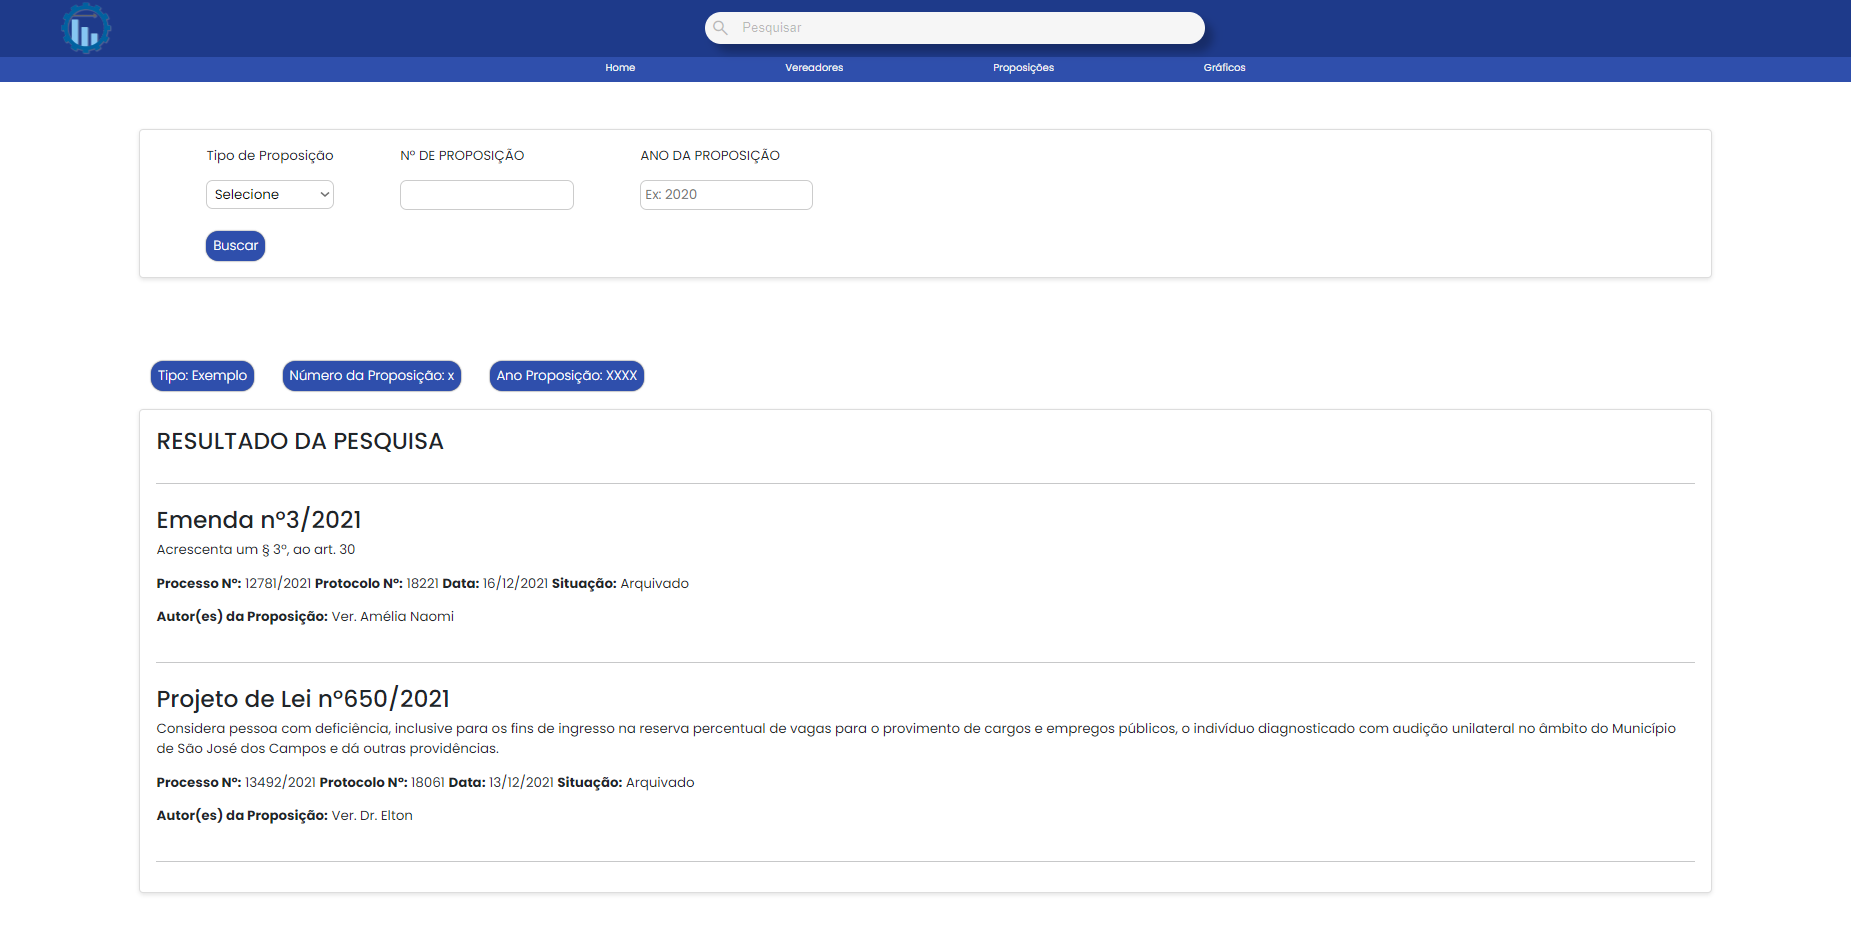 Pesquisar
Home Vereadores Proposições Gráficos
Tipo de Proposição Nº DE PROPOSIÇÃO ANO DA PROPOSIÇÃO
Selecione Ex: 2020
Buscar
Tipo: Exemplo Número da Proposição: x Ano Proposição: XXXX
RESULTADO DA PESQUISA
Emenda nº3/2021
Acrescenta um § 3º, ao art. 30
Processo Nº: 12781/2021 Protocolo Nº: 18221 Data: 16/12/2021 Situação: Arquivado
Autor(es) da Proposição: Ver. Amélia Naomi
Projeto de Lei nº650/2021
Considera pessoa com deficiência, inclusive para os fins de ingresso na reserva percentual de vagas para o provimento de cargos e empregos públicos, o indivíduo diagnosticado com audição unilateral no âmbito do Município
de São José dos Campos e dá outras providências.
Processo Nº: 13492/2021 Protocolo Nº: 18061 Data: 13/12/2021 Situação: Arquivado
Autor(es) da Proposição: Ver. Dr. Elton